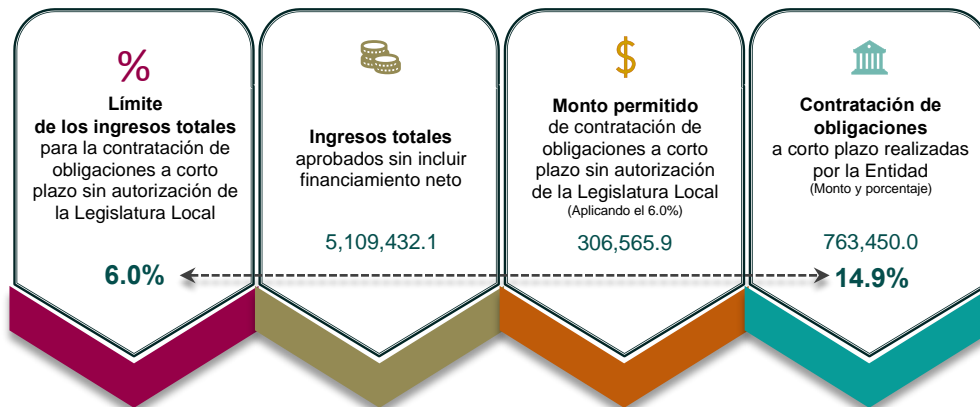 %
Límite
de los ingresos totales
para la contratación de
obligaciones a corto
plazo sin autorización de
la Legislatura Local
6.0%
Ingresos totales
aprobados sin incluir
financiamiento neto
5,109,432.1
$
Monto permitido
de contratación de
obligaciones a corto
plazo sin autorización
de la Legislatura Local
(Aplicando el 6.0%)
306,565.9
Contratación de
obligaciones
a corto plazo realizadas
por la Entidad
(Monto y porcentaje)
763,450.0
14.9%